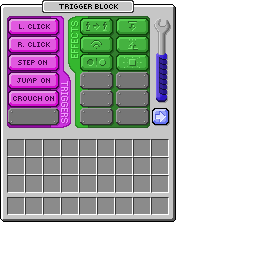 TRIGGER BLOCK
L. CLICK
R. CLICK
STEP ON
JUMP ON
CROUCH ON
TRIGGERS
EFFECTS